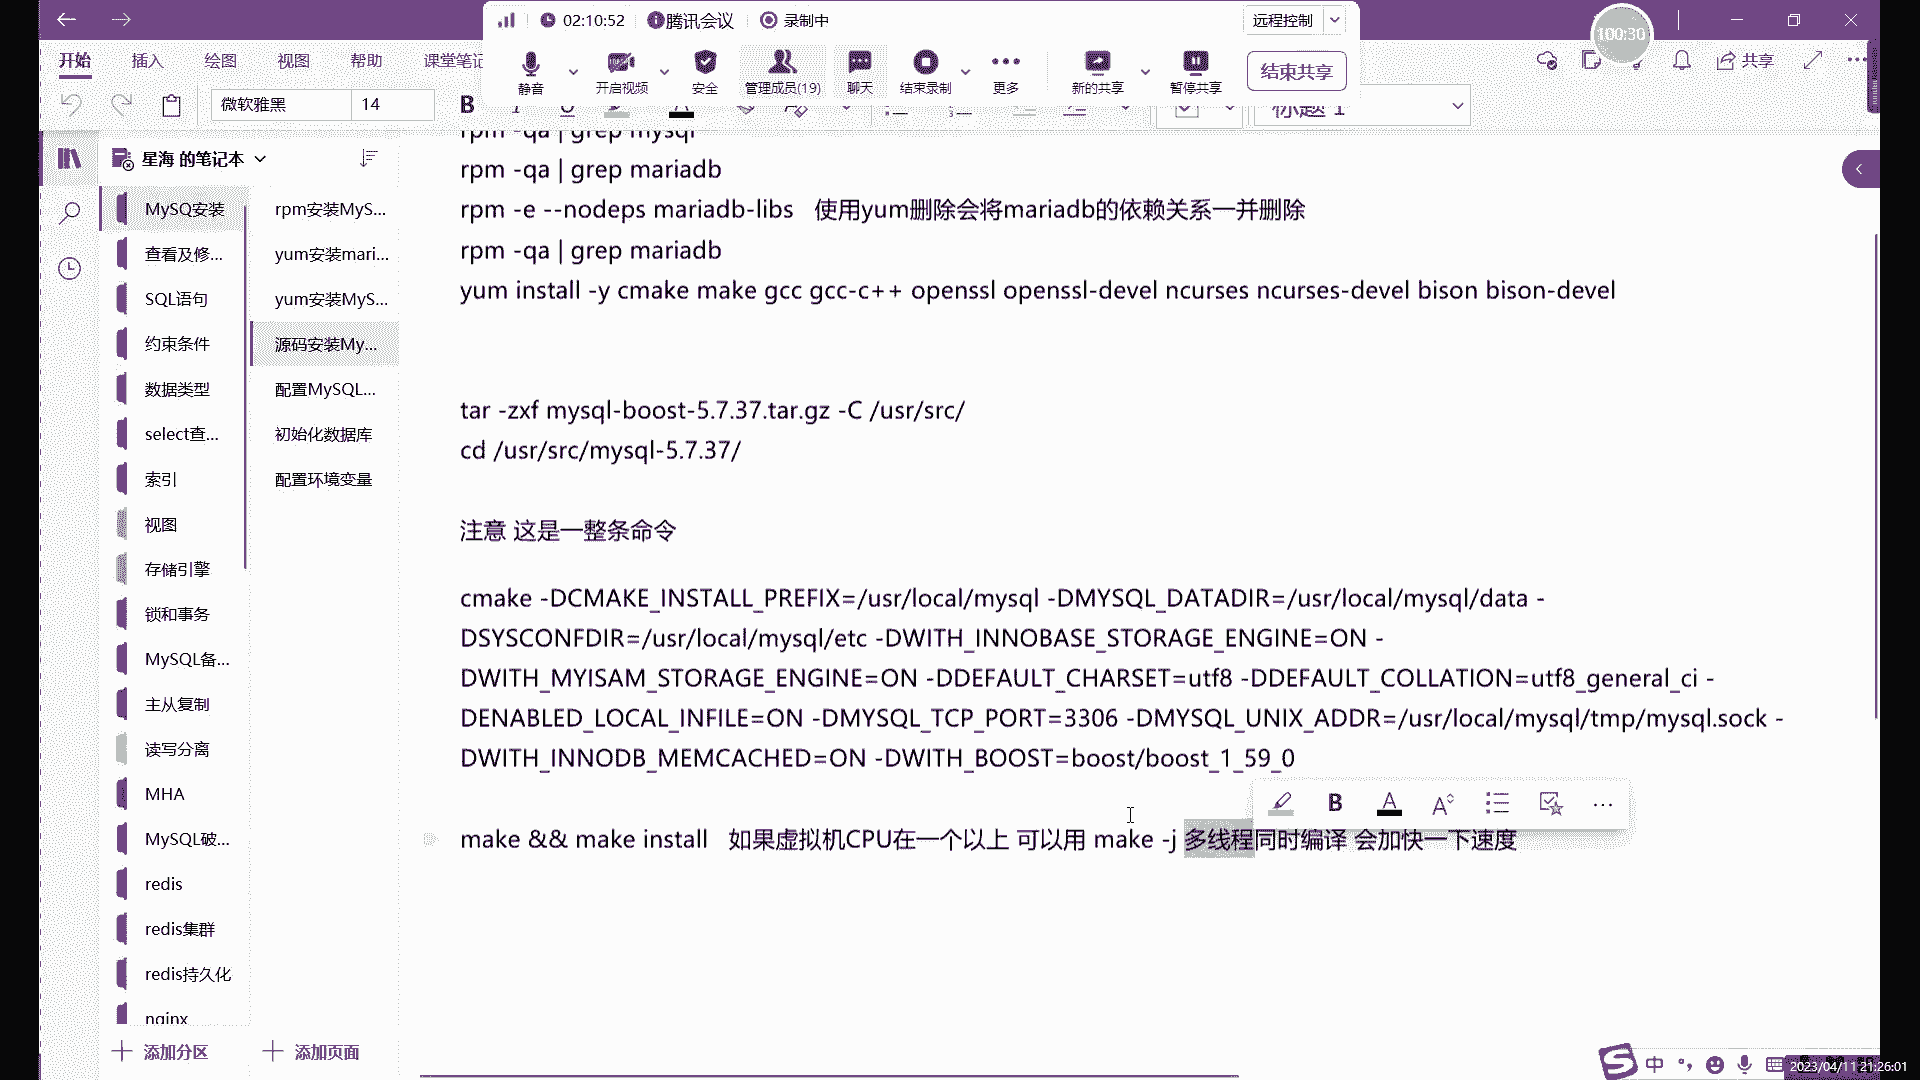 02:10:52 腾讯会议 录制中 远程控制
100:30
开始 插入 绘图 视图 帮助 课堂笔记 共享
静音 开启视频 安全 管理成员(19) 聊天 结束录制 更多 新的共享 暂停共享 结束共享
微软雅黑 14 B 标题 1
星海 的笔记本
MySQ安装
查看及修...
SQL语句
约束条件
数据类型
select查...
索引
视图
存储引擎
锁和事务
MySQL备...
主从复制
读写分离
MHA
MySQL破...
redis
redis集群
redis持久化
nginx
添加分区
rpm安装MyS...
yum安装mari...
yum安装MyS...
源码安装My...
配置MySQL...
初始化数据库
配置环境变量
添加页面
rpm -qa | grep mysql
rpm -qa | grep mariadb
rpm -e --nodeps mariadb-libs 使用yum删除会将mariadb的依赖关系一并删除
rpm -qa | grep mariadb
yum install -y cmake make gcc gcc-c++ openssl openssl-devel ncurses ncurses-devel bison bison-devel
tar -zxf mysql-boost-5.7.37.tar.gz -C /usr/src/
cd /usr/src/mysql-5.7.37/
注意 这是一整条命令
cmake -DCMAKE_INSTALL_PREFIX=/usr/local/mysql -DMYSQL_DATADIR=/usr/local/mysql/data -
DSYSCONFDIR=/usr/local/mysql/etc -DWITH_INNOBASE_STORAGE_ENGINE=ON -
DWITH_MYISAM_STORAGE_ENGINE=ON -DDEFAULT_CHARSET=utf8 -DDEFAULT_COLLATION=utf8_general_ci -
DENABLED_LOCAL_INFILE=ON -DMYSQL_TCP_PORT=3306 -DMYSQL_UNIX_ADDR=/usr/local/mysql/tmp/mysql.sock -
DWITH_INNODB_MEMCACHED=ON -DWITH_BOOST=boost/boost_1_59_0
B A A
make && make install 如果虚拟机CPU在一个以上 可以用 make -j 多线程同时编译 会加快一下速度
中
2023/04/11 21:26:01